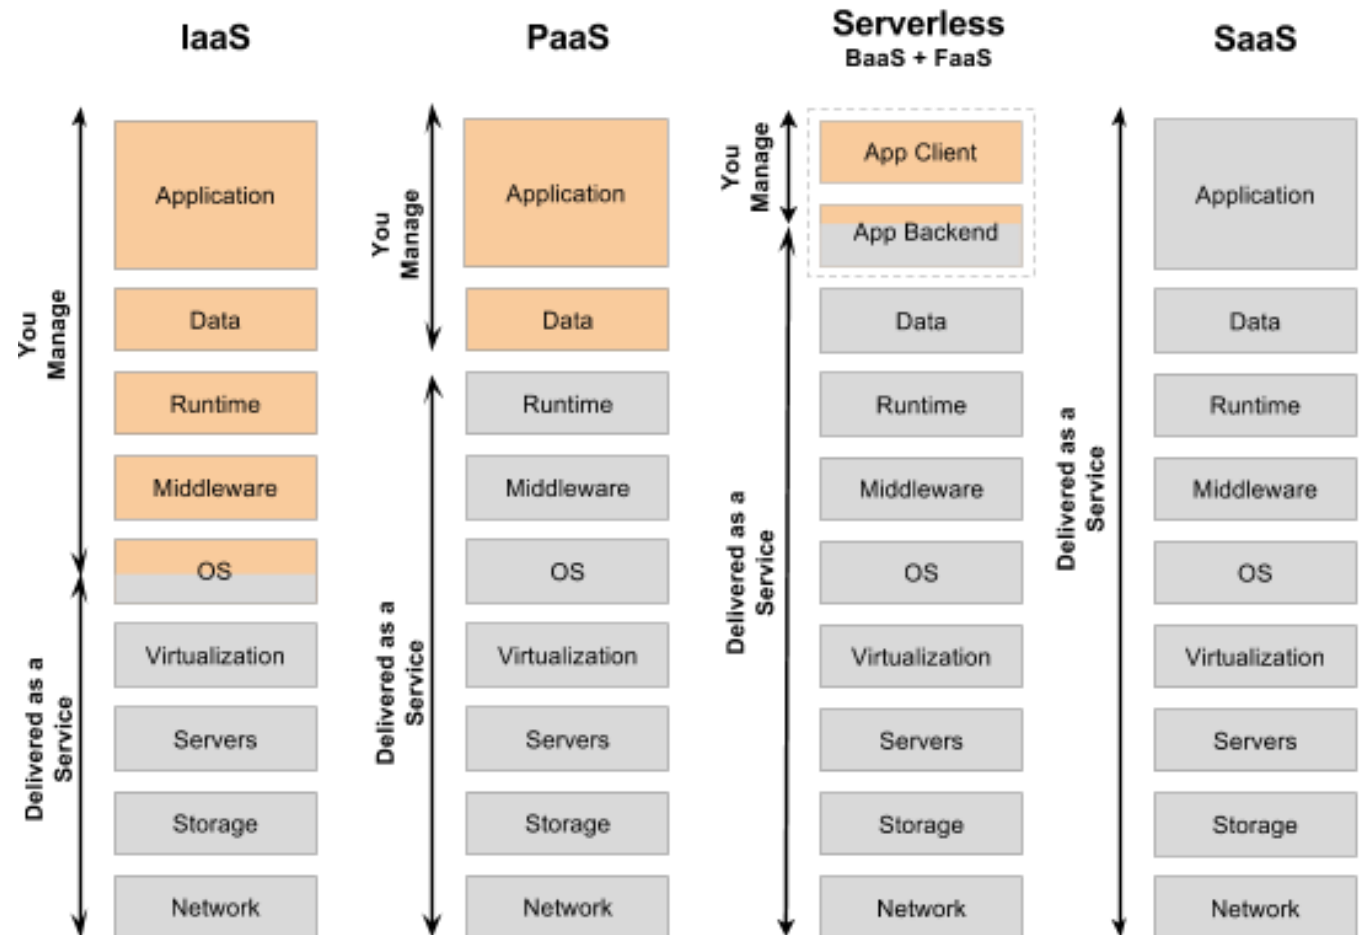 IaaS
You
Manage
Delivered as a
Service
Application
Data
Runtime
Middleware
OS
Virtualization
Servers
Storage
Network
PaaS
You
Manage
Delivered as a
Service
Application
Data
Runtime
Middleware
OS
Virtualization
Servers
Storage
Network
Serverless
BaaS + FaaS
You
Manage
Delivered as a
Service
App Client
App Backend
Data
Runtime
Middleware
OS
Virtualization
Servers
Storage
Network
SaaS
Delivered as a
Service
Application
Data
Runtime
Middleware
OS
Virtualization
Servers
Storage
Network